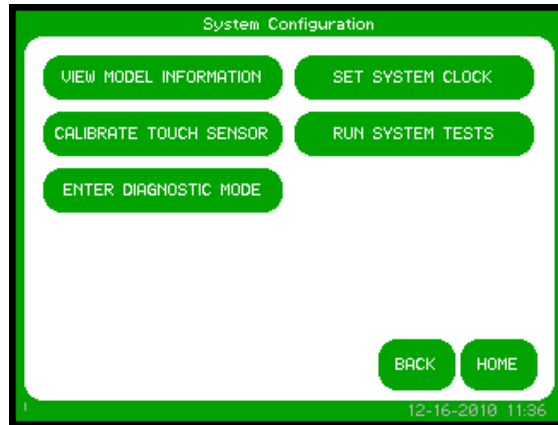 System Configuration
VIEW MODEL INFORMATION
SET SYSTEM CLOCK
CALIBRATE TOUCH SENSOR
RUN SYSTEM TESTS
ENTER DIAGNOSTIC MODE
BACK
HOME
12-16-2010 11:36